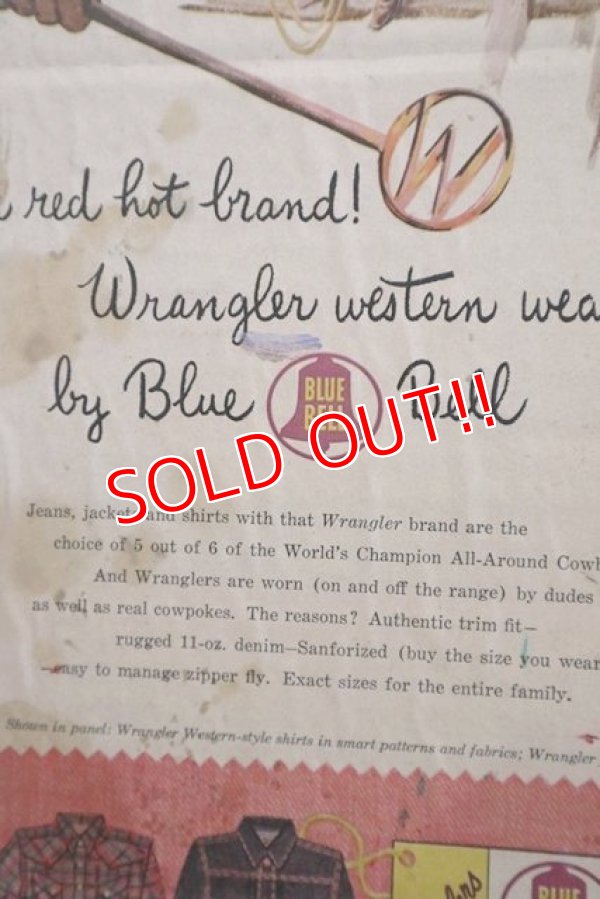 W
red hot brand!
Wrangler western wea
by Blue BLUE BELL Bell
SOLD OUT!!
Jeans, jackets and shirts with that Wrangler brand are the
choice of 5 out of 6 of the World's Champion All-Around Cowb
And Wranglers are worn (on and off the range) by dudes
as well as real cowpokes. The reasons? Authentic trim fit—
rugged 11-oz. denim—Sanforized (buy the size you wear
—easy to manage zipper fly. Exact sizes for the entire family.
Shown in panel: Wrangler Western-style shirts in smart patterns and fabrics; Wrangler
BLUE